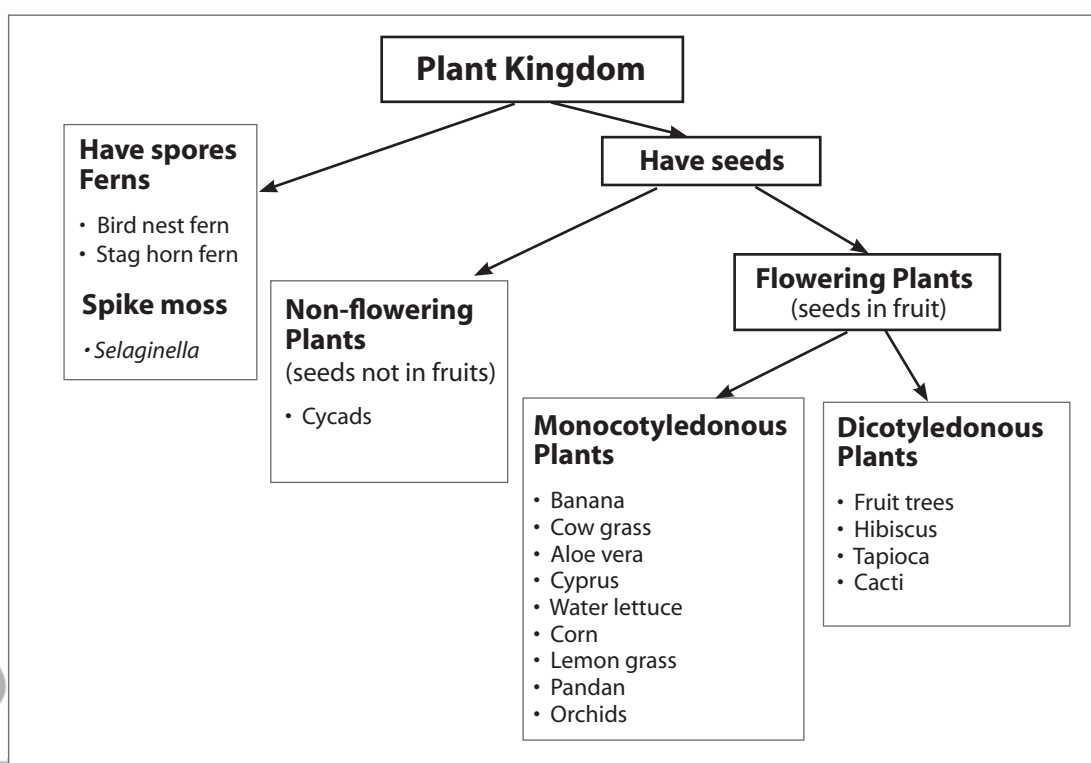 Plant Kingdom
Have spores
Ferns
• Bird nest fern
• Stag horn fern
Spike moss
• Selaginella
Have seeds
Non-flowering
Plants
(seeds not in fruits)
• Cycads
Flowering Plants
(seeds in fruit)
Monocotyledonous
Plants
• Banana
• Cow grass
• Aloe vera
• Cyprus
• Water lettuce
• Corn
• Lemon grass
• Pandan
• Orchids
Dicotyledonous
Plants
• Fruit trees
• Hibiscus
• Tapioca
• Cacti